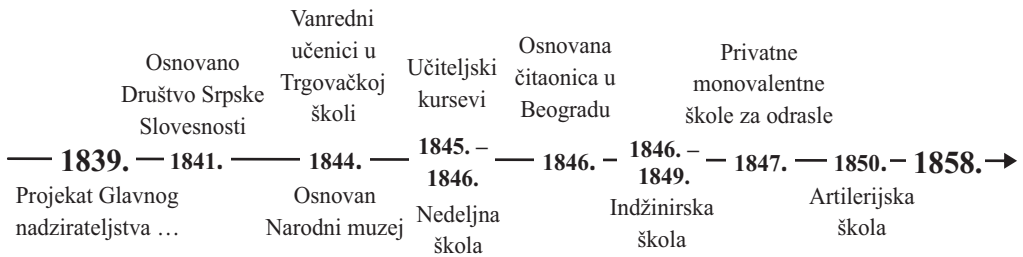 Osnovano
Društvo Srpske
Slovesnosti
Vanredni
učenici u
Trgovačkoj
školi
Učiteljski
kursevi
Osnovana
čitaonica u
Beogradu
Privatne
monovalentne
škole za odrasle
1839.
1841.
1844.
1845. –
1846.
1846.
1846. –
1849.
1847.
1850.
1858.
Projekat Glavnog
nadzirateljstva …
Osnovan
Narodni muzej
Nedeljna
škola
Indžinirska
škola
Artilerijska
škola